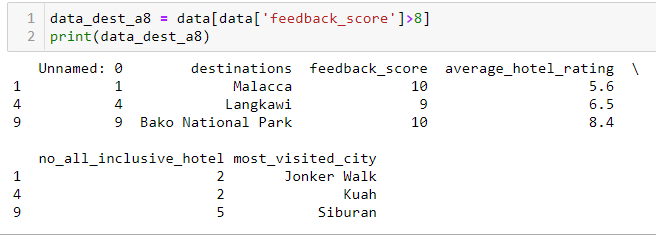 1 data_dest_a8 = data[data['feedback_score']>8]
2 print(data_dest_a8)
Unnamed: 0 destinations feedback_score average_hotel_rating \
1 1 Malacca 10 5.6
4 4 Langkawi 9 6.5
9 9 Bako National Park 10 8.4
no_all_inclusive_hotel most_visited_city
1 2 Jonker Walk
4 2 Kuah
9 5 Siburan